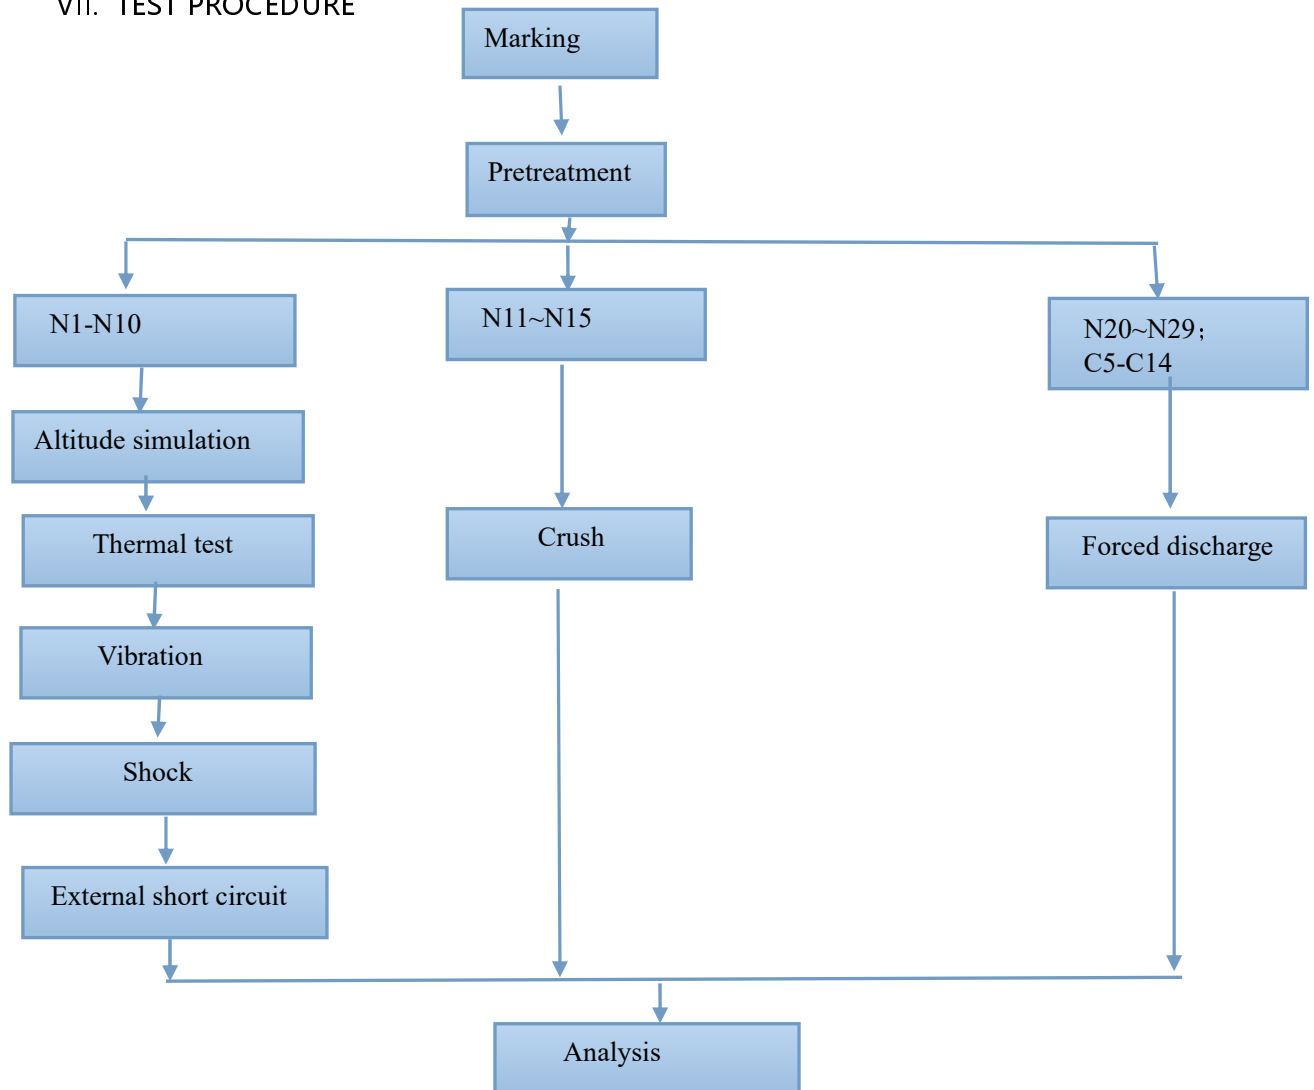 VII. TEST PROCEDURE
Marking
Pretreatment
N1-N10
N11~N15
N20~N29；
C5-C14
Altitude simulation
Thermal test
Crush
Forced discharge
Vibration
Shock
External short circuit
Analysis